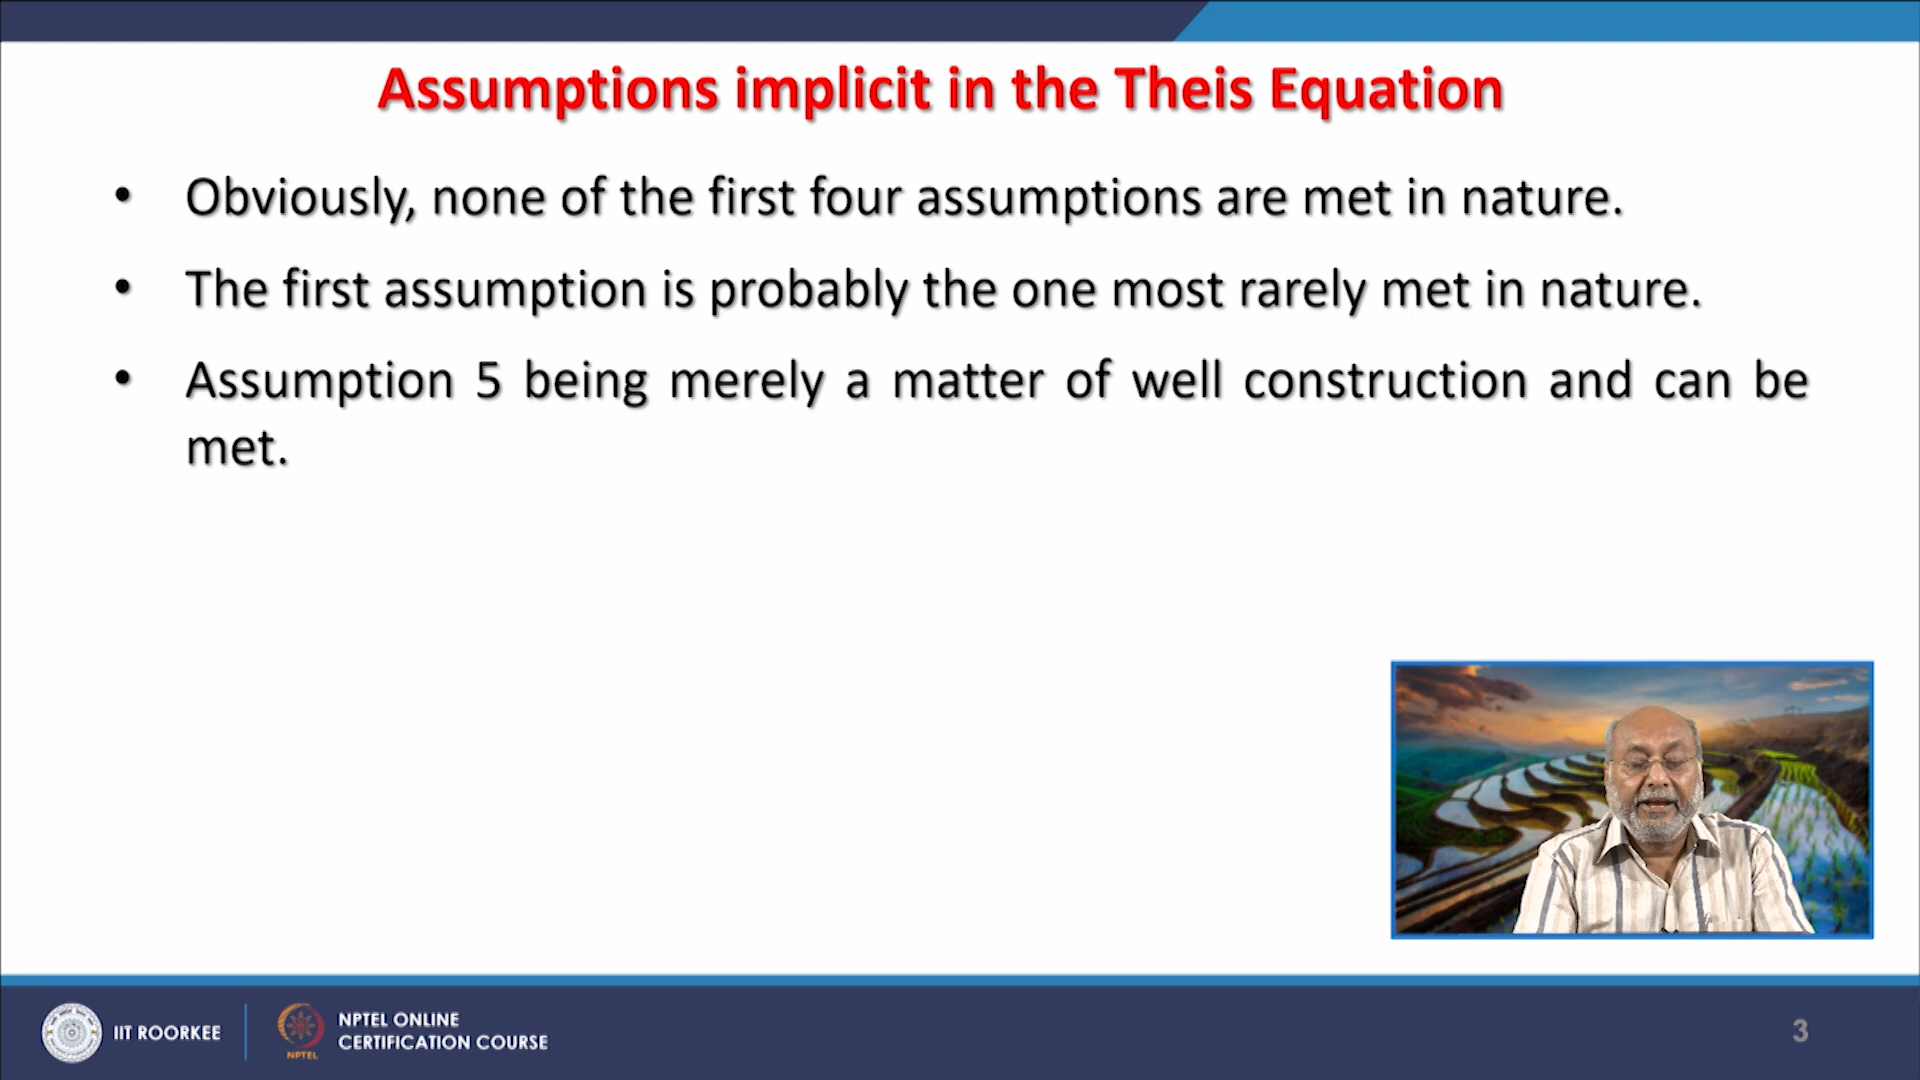 Assumptions implicit in the Theis Equation
• Obviously, none of the first four assumptions are met in nature.
• The first assumption is probably the one most rarely met in nature.
• Assumption 5 being merely a matter of well construction and can be
met.
IIT ROORKEE
NPTEL
NPTEL ONLINE
CERTIFICATION COURSE
3